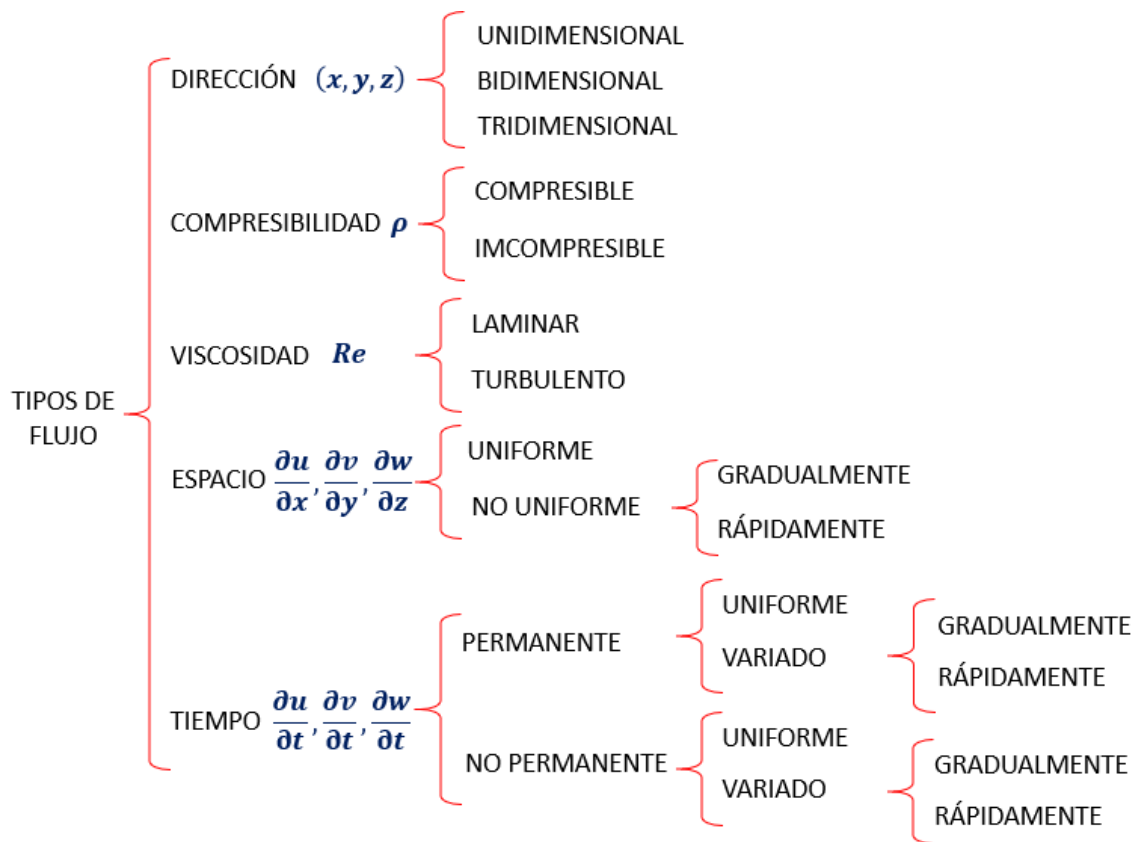 TIPOS DE
FLUJO
DIRECCIÓN (x, y, z)
UNIDIMENSIONAL
BIDIMENSIONAL
TRIDIMENSIONAL
COMPRESIBILIDAD ρ
COMPRESIBLE
IMCOMPRESIBLE
VISCOSIDAD Re
LAMINAR
TURBULENTO
ESPACIO ∂u/∂x, ∂v/∂y, ∂w/∂z
UNIFORME
NO UNIFORME
GRADUALMENTE
RÁPIDAMENTE
TIEMPO ∂u/∂t, ∂v/∂t, ∂w/∂t
PERMANENTE
UNIFORME
VARIADO
GRADUALMENTE
RÁPIDAMENTE
NO PERMANENTE
UNIFORME
VARIADO
GRADUALMENTE
RÁPIDAMENTE